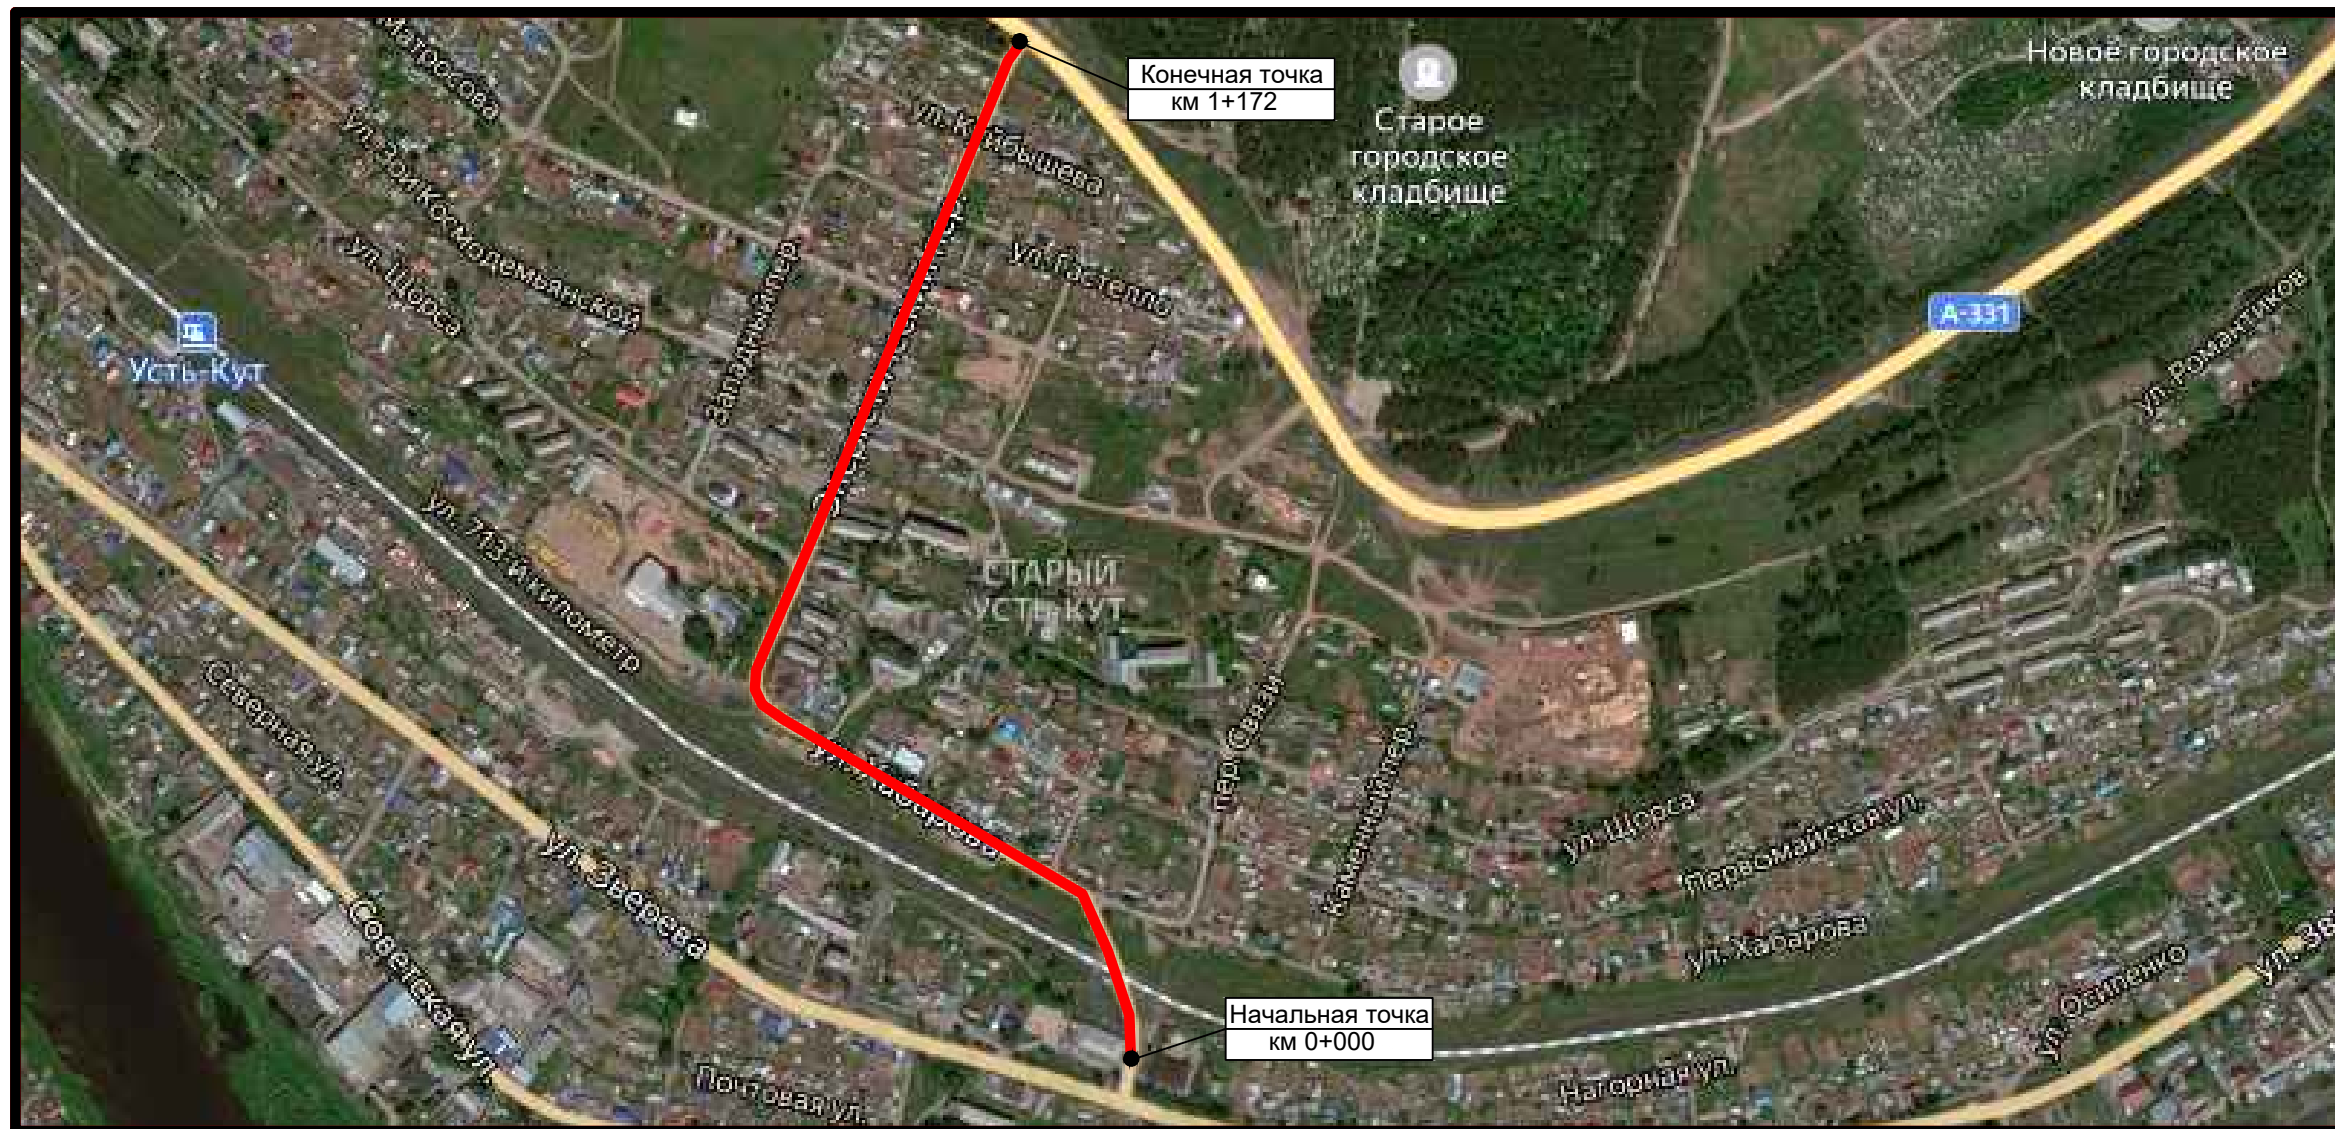 Конечная точка
км 1+172
Новое городское
кладбище
Старое
городское
кладбище
ул. Куйбышева
ул. Зои Космодемьянской
ул. Гастелло
ул. Щорса
Западный пер.
А-331
ул. Романтиков
Усть-Кут
ул. 713-й километр
СТАРЫЙ
УСТЬ-КУТ
Северная ул.
пер. Связи
Каменный пер.
ул. Щорса
Первомайская ул.
ул. Зверева
ул. Хабарова
Советская ул.
ул. Осипенко
Начальная точка
км 0+000
Почтовая ул.
Нагорная ул.